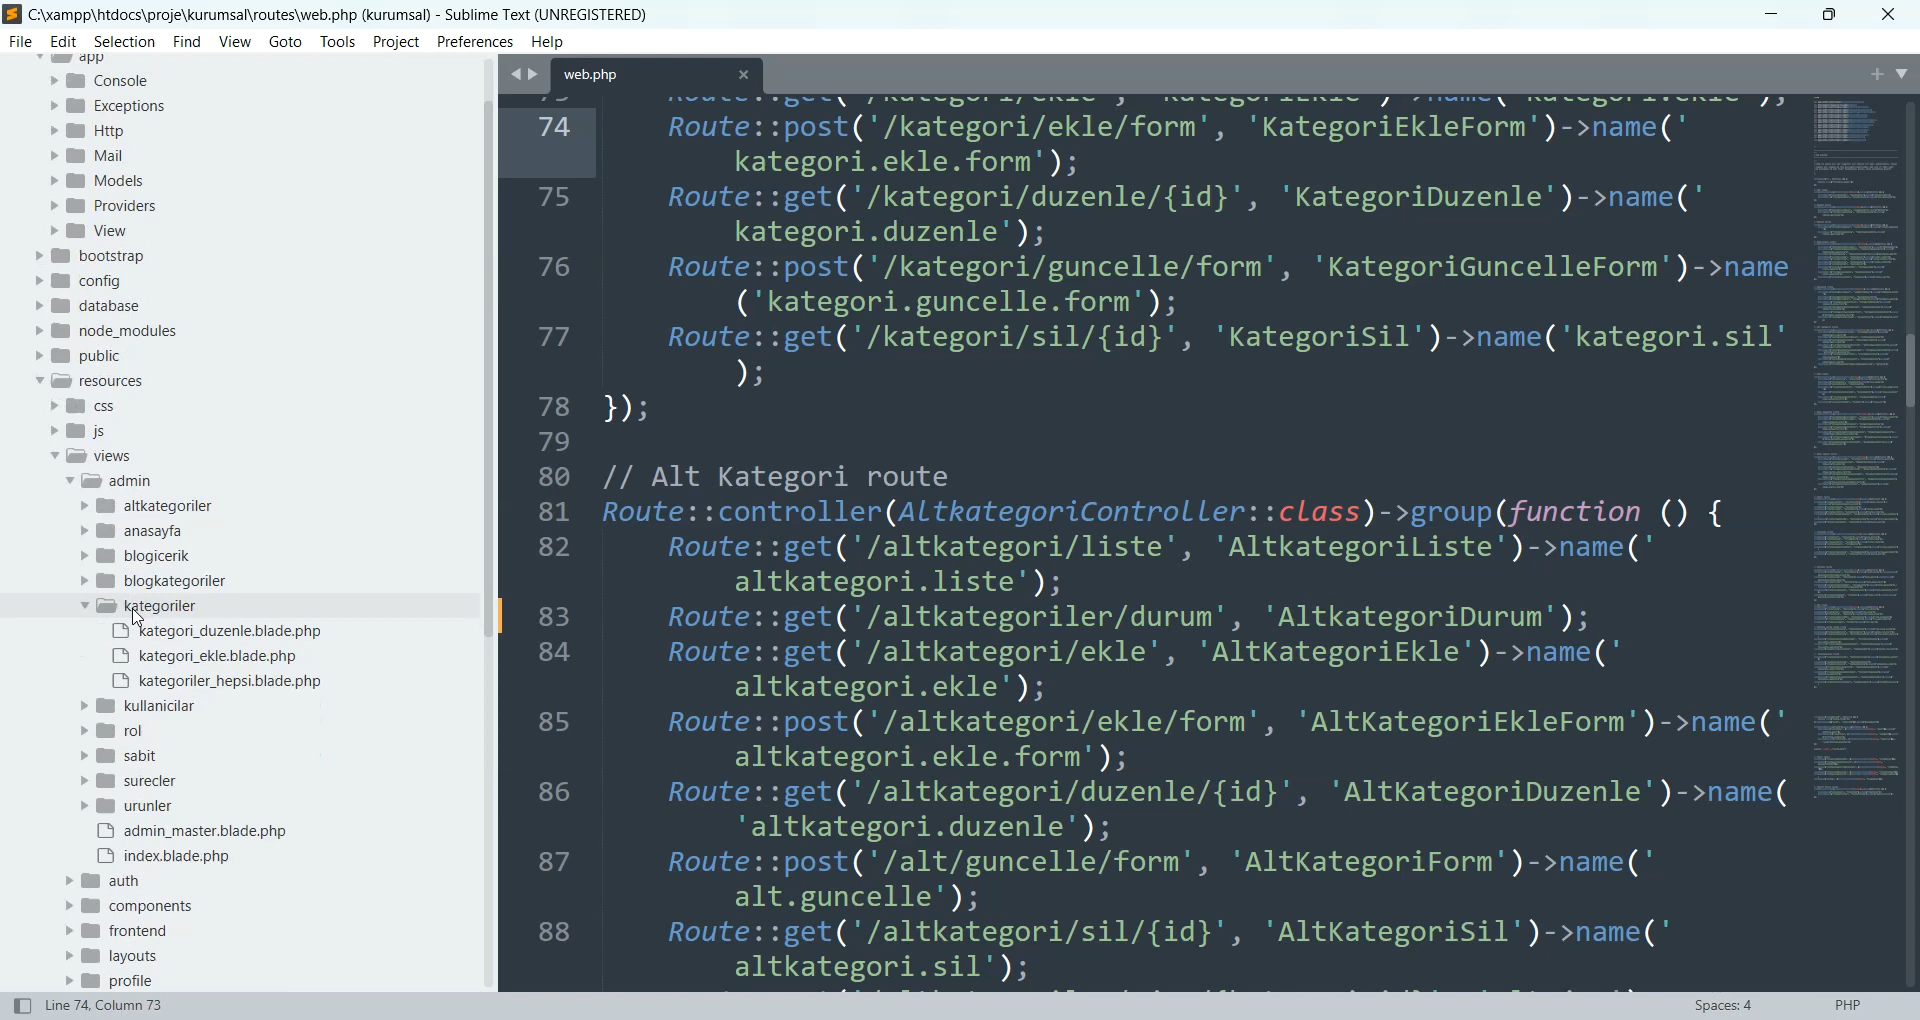 C:\xampp\htdocs\proje\kurumsal\routes\web.php (kurumsal) - Sublime Text (UNREGISTERED)
File Edit Selection Find View Goto Tools Project Preferences Help
app
Console
Exceptions
Http
Mail
Models
Providers
View
bootstrap
config
database
node_modules
public
resources
css
js
views
admin
altkategoriler
anasayfa
blogicerik
blogkategoriler
kategoriler
kategori_duzenle.blade.php
kategori_ekle.blade.php
kategoriler_hepsi.blade.php
kullanicilar
rol
sabit
surecler
urunler
admin_master.blade.php
index.blade.php
auth
components
frontend
layouts
profile
web.php
74 Route::post('/kategori/ekle/form', 'KategoriEkleForm')->name('
kategori.ekle.form');
75 Route::get('/kategori/duzenle/{id}', 'KategoriDuzenle')->name('
kategori.duzenle');
76 Route::post('/kategori/guncelle/form', 'KategoriGuncelleForm')->name
('kategori.guncelle.form');
77 Route::get('/kategori/sil/{id}', 'KategoriSil')->name('kategori.sil'
);
78 });
79
80 // Alt Kategori route
81 Route::controller(AltkategoriController::class)->group(function () {
82 Route::get('/altkategori/liste', 'AltkategoriListe')->name('
altkategori.liste');
83 Route::get('/altkategoriler/durum', 'AltkategoriDurum');
84 Route::get('/altkategori/ekle', 'AltKategoriEkle')->name('
altkategori.ekle');
85 Route::post('/altkategori/ekle/form', 'AltKategoriEkleForm')->name('
altkategori.ekle.form');
86 Route::get('/altkategori/duzenle/{id}', 'AltKategoriDuzenle')->name(
'altkategori.duzenle');
87 Route::post('/alt/guncelle/form', 'AltKategoriForm')->name('
alt.guncelle');
88 Route::get('/altkategori/sil/{id}', 'AltKategoriSil')->name('
altkategori.sil');
Line 74, Column 73
Spaces: 4
PHP